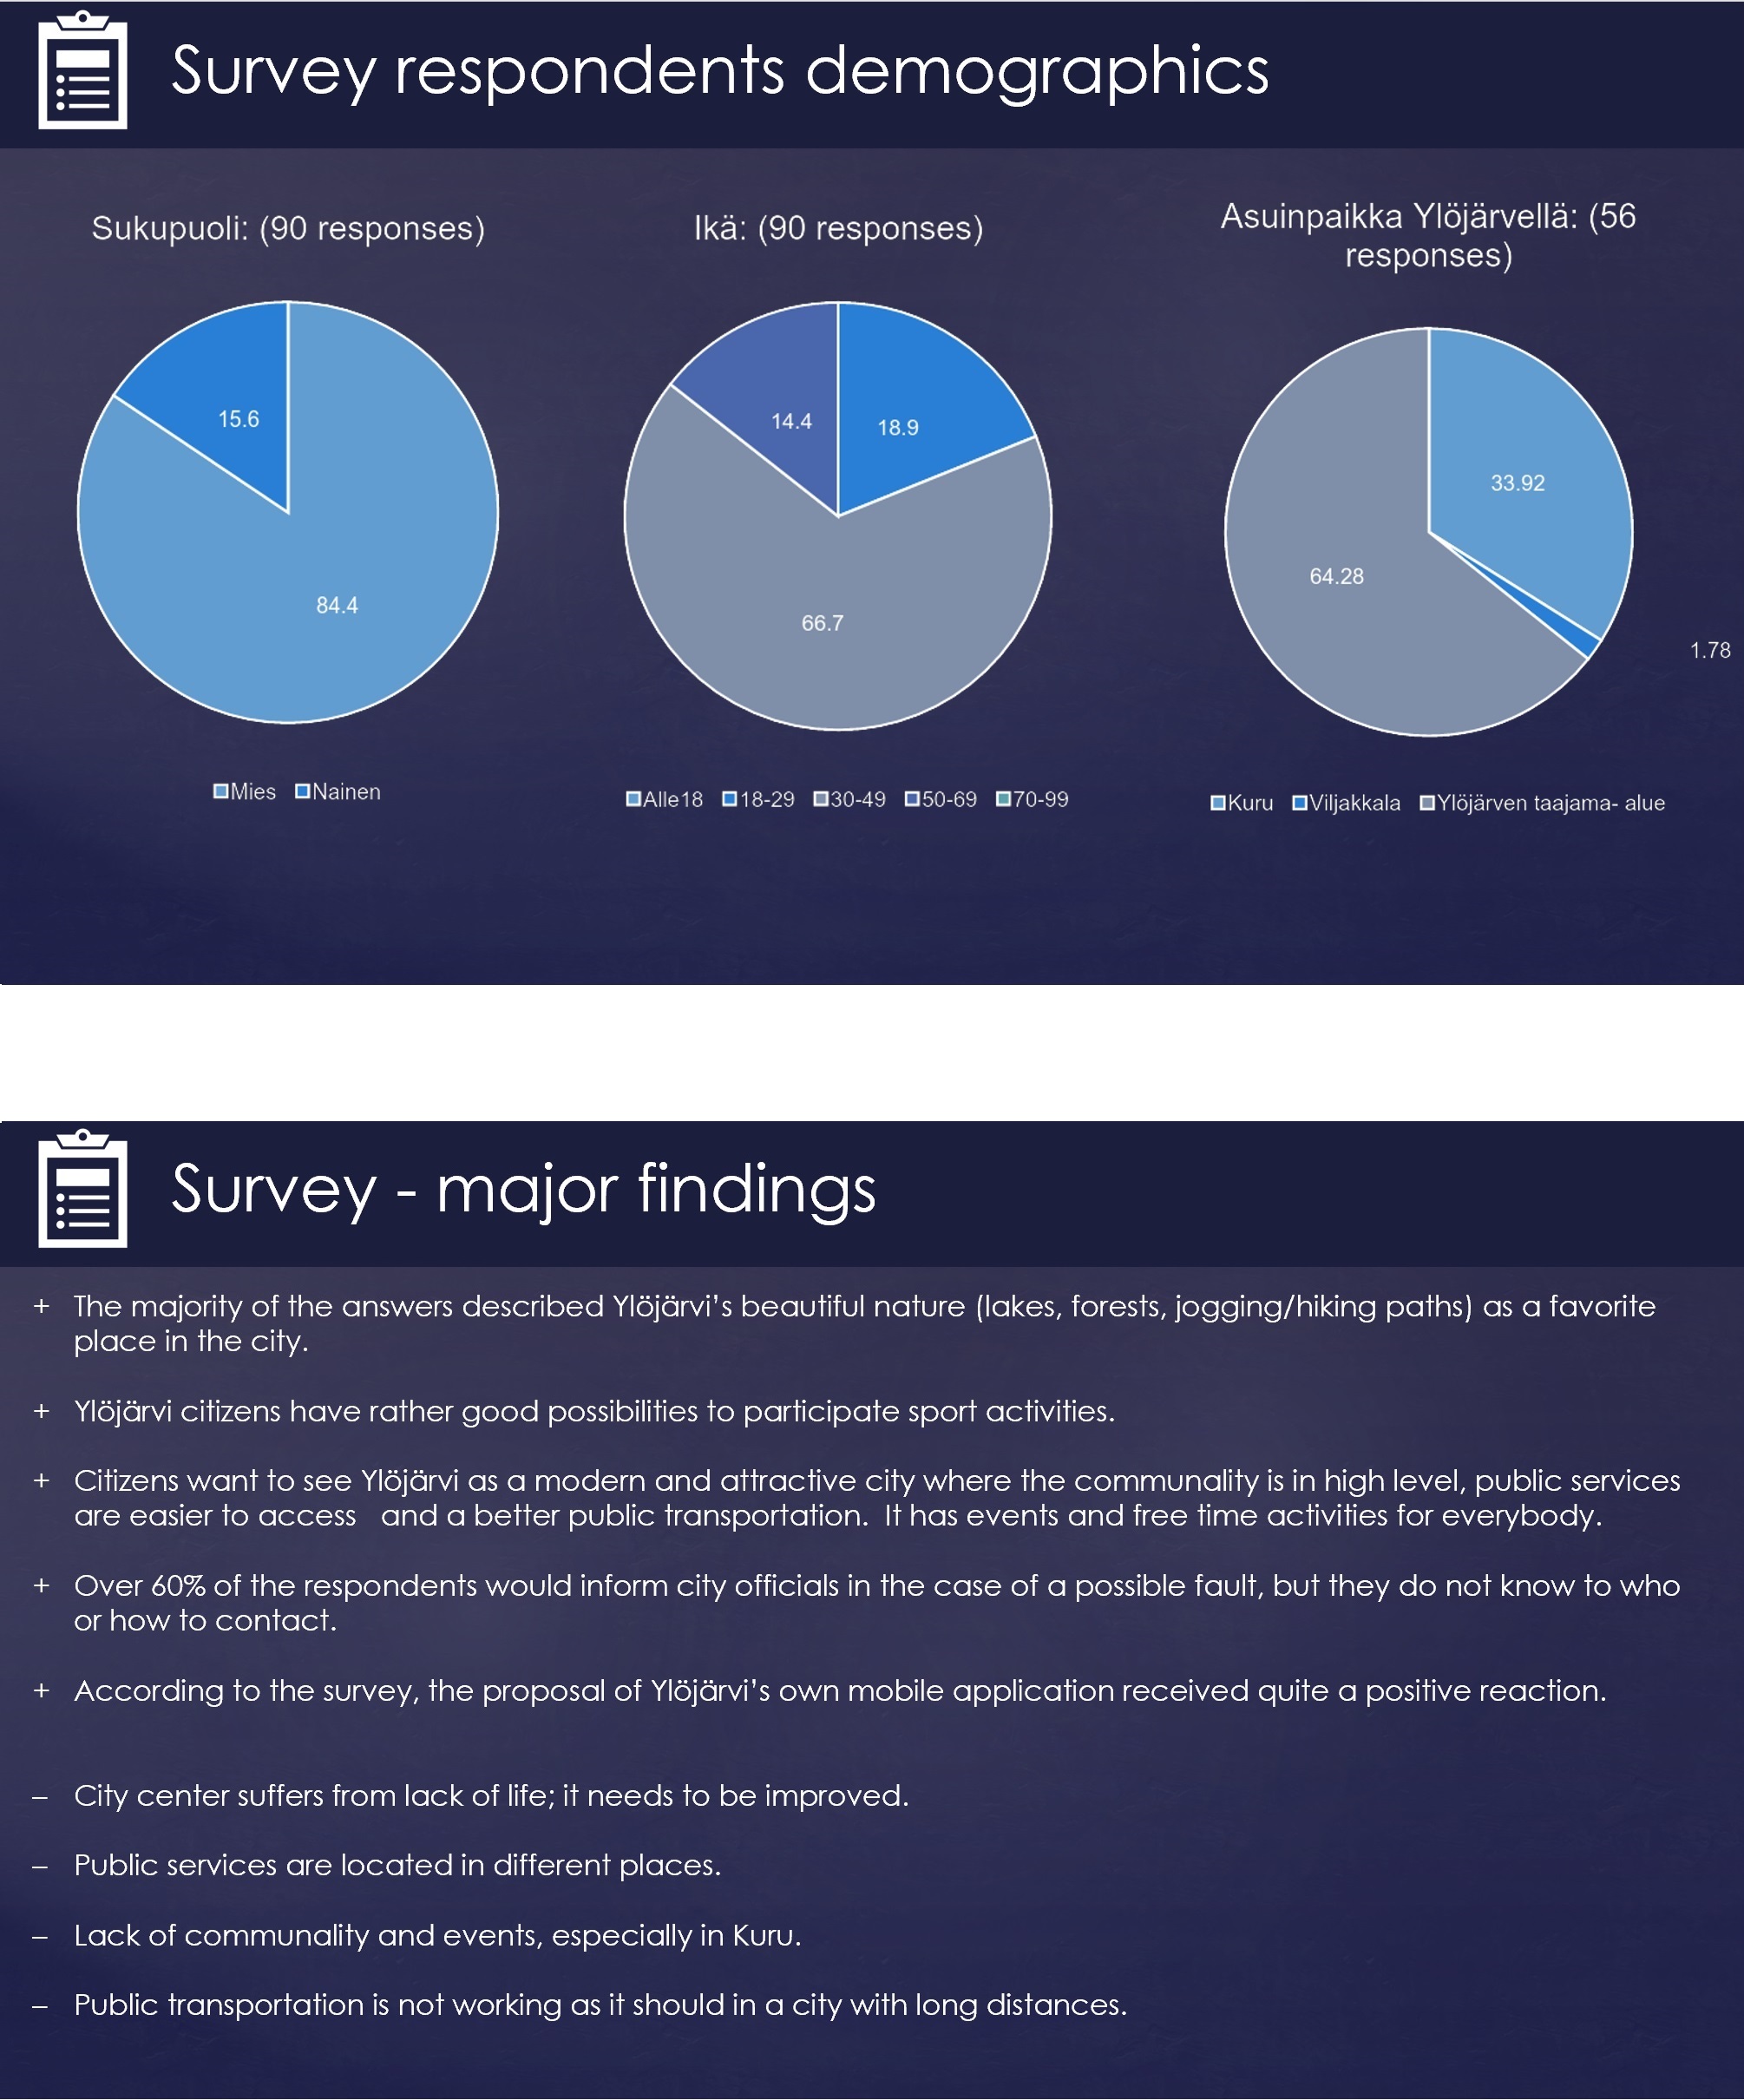 Survey respondents demographics
Sukupuoli: (90 responses)
15.6
84.4
Mies Nainen
Ikä: (90 responses)
14.4 18.9
66.7
Alle18 18-29 30-49 50-69 70-99
Asuinpaikka Ylöjärvellä: (56
responses)
33.92
64.28
1.78
Kuru Viljakkala Ylöjärven taajama- alue
Survey - major findings
+ The majority of the answers described Ylöjärvi’s beautiful nature (lakes, forests, jogging/hiking paths) as a favorite
place in the city.
+ Ylöjärvi citizens have rather good possibilities to participate sport activities.
+ Citizens want to see Ylöjärvi as a modern and attractive city where the communality is in high level, public services
are easier to access and a better public transportation. It has events and free time activities for everybody.
+ Over 60% of the respondents would inform city officials in the case of a possible fault, but they do not know to who
or how to contact.
+ According to the survey, the proposal of Ylöjärvi’s own mobile application received quite a positive reaction.
– City center suffers from lack of life; it needs to be improved.
– Public services are located in different places.
– Lack of communality and events, especially in Kuru.
– Public transportation is not working as it should in a city with long distances.